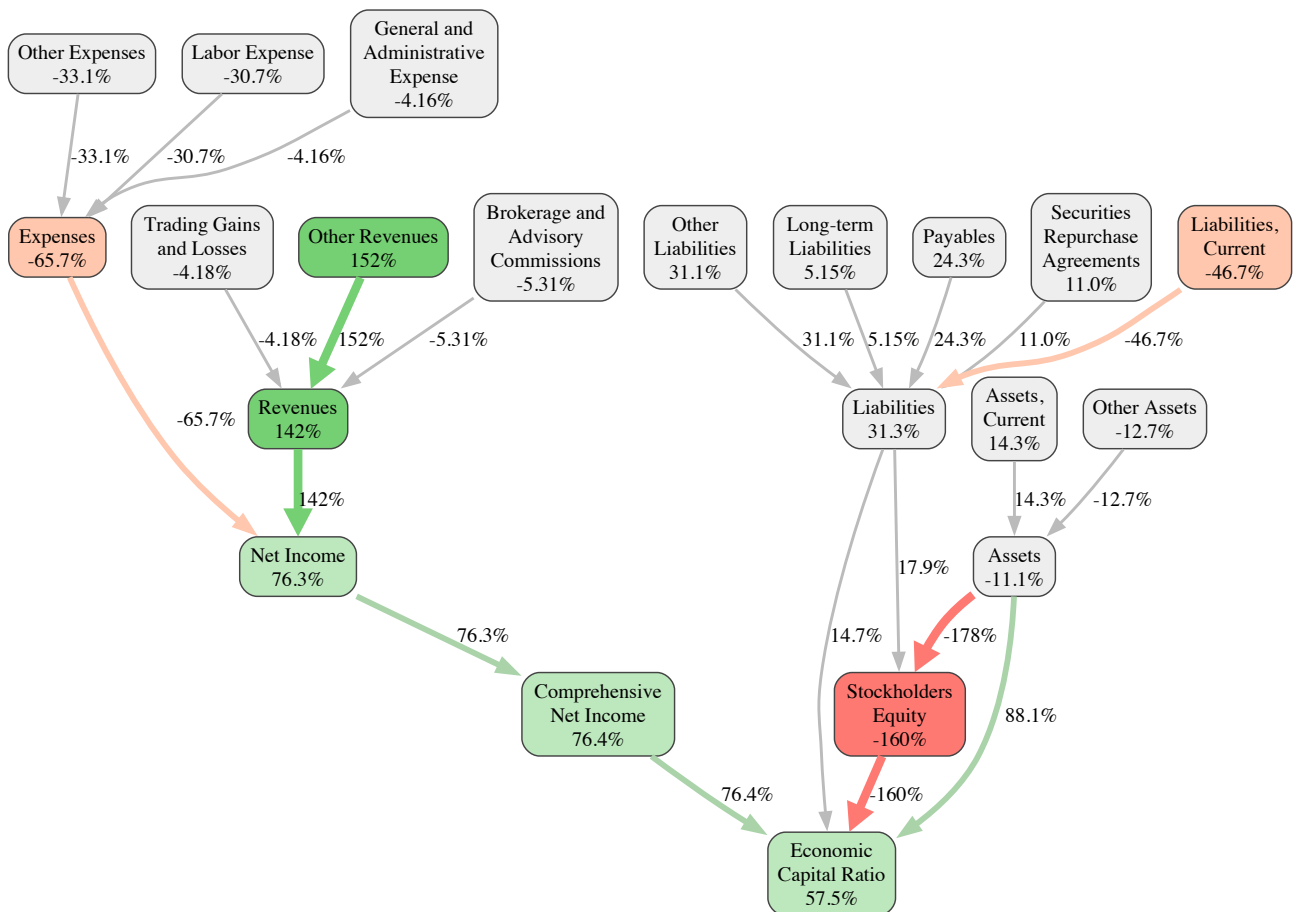 General and
Administrative
Expense
-4.16%
Other Expenses
-33.1%
Labor Expense
-30.7%
-33.1%
-30.7%
-4.16%
Expenses
-65.7%
Trading Gains
and Losses
-4.18%
Other Revenues
152%
Brokerage and
Advisory
Commissions
-5.31%
Other
Liabilities
31.1%
Long-term
Liabilities
5.15%
Payables
24.3%
Securities
Repurchase
Agreements
11.0%
Liabilities,
Current
-46.7%
-4.18%
152%
-5.31%
31.1%
5.15%
24.3%
11.0%
-46.7%
-65.7%
Revenues
142%
Liabilities
31.3%
Assets,
Current
14.3%
Other Assets
-12.7%
142%
14.3%
-12.7%
Net Income
76.3%
17.9%
Assets
-11.1%
76.3%
14.7%
-178%
Comprehensive
Net Income
76.4%
Stockholders
Equity
-160%
88.1%
76.4%
-160%
Economic
Capital Ratio
57.5%